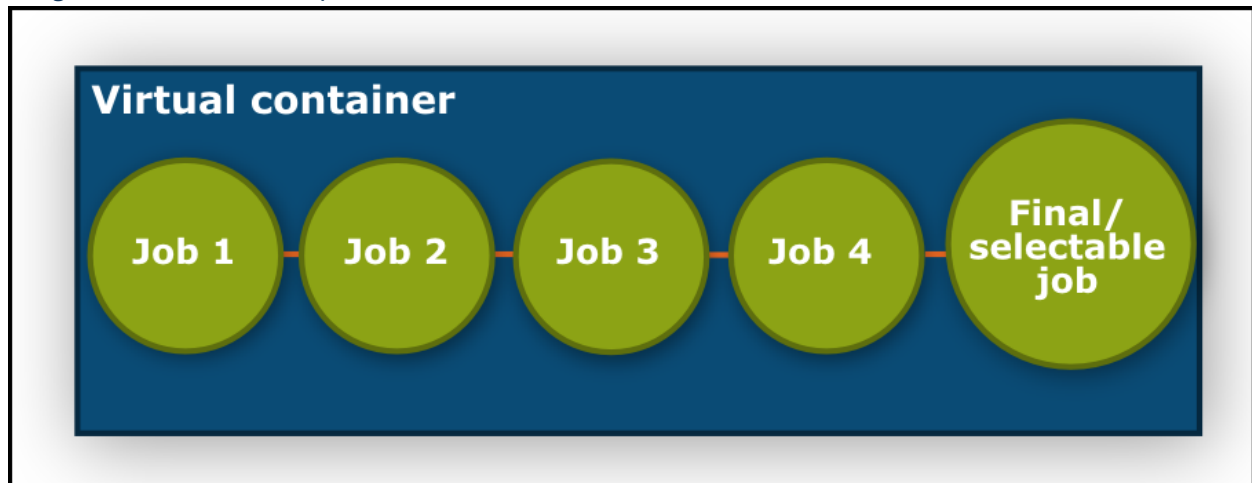 Virtual container
Job 1
Job 2
Job 3
Job 4
Final/
selectable
job